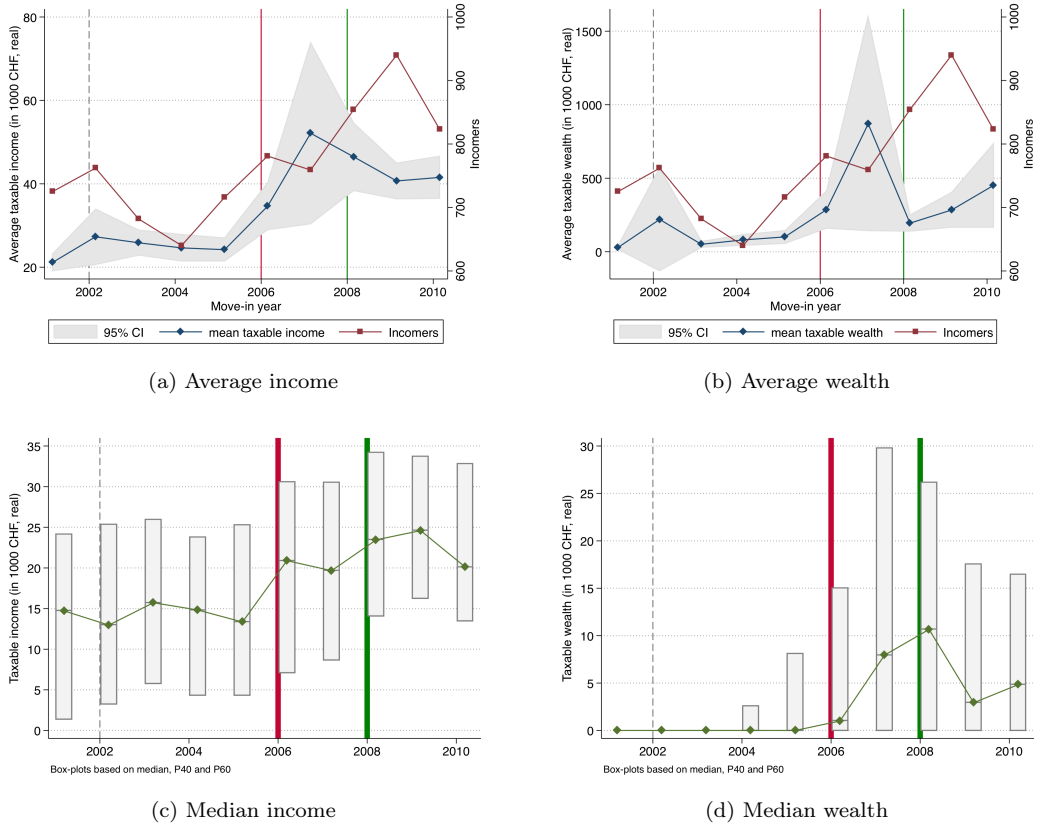 Average taxable income (in 1000 CHF, real)
80
60
40
20
1000
900
800
700
600
Incomers
2002 2004 2006 2008 2010
Move-in year
95% CI mean taxable income Incomers
(a) Average income
Average taxable wealth (in 1000 CHF, real)
1500
1000
500
0
1000
900
800
700
600
Incomers
2002 2004 2006 2008 2010
Move-in year
95% CI mean taxable wealth Incomers
(b) Average wealth
Taxable income (in 1000 CHF, real)
35
30
25
20
15
10
5
0
2002 2004 2006 2008 2010
Box-plots based on median, P40 and P60
(c) Median income
Taxable wealth (in 1000 CHF, real)
30
25
20
15
10
5
0
2002 2004 2006 2008 2010
Box-plots based on median, P40 and P60
(d) Median wealth